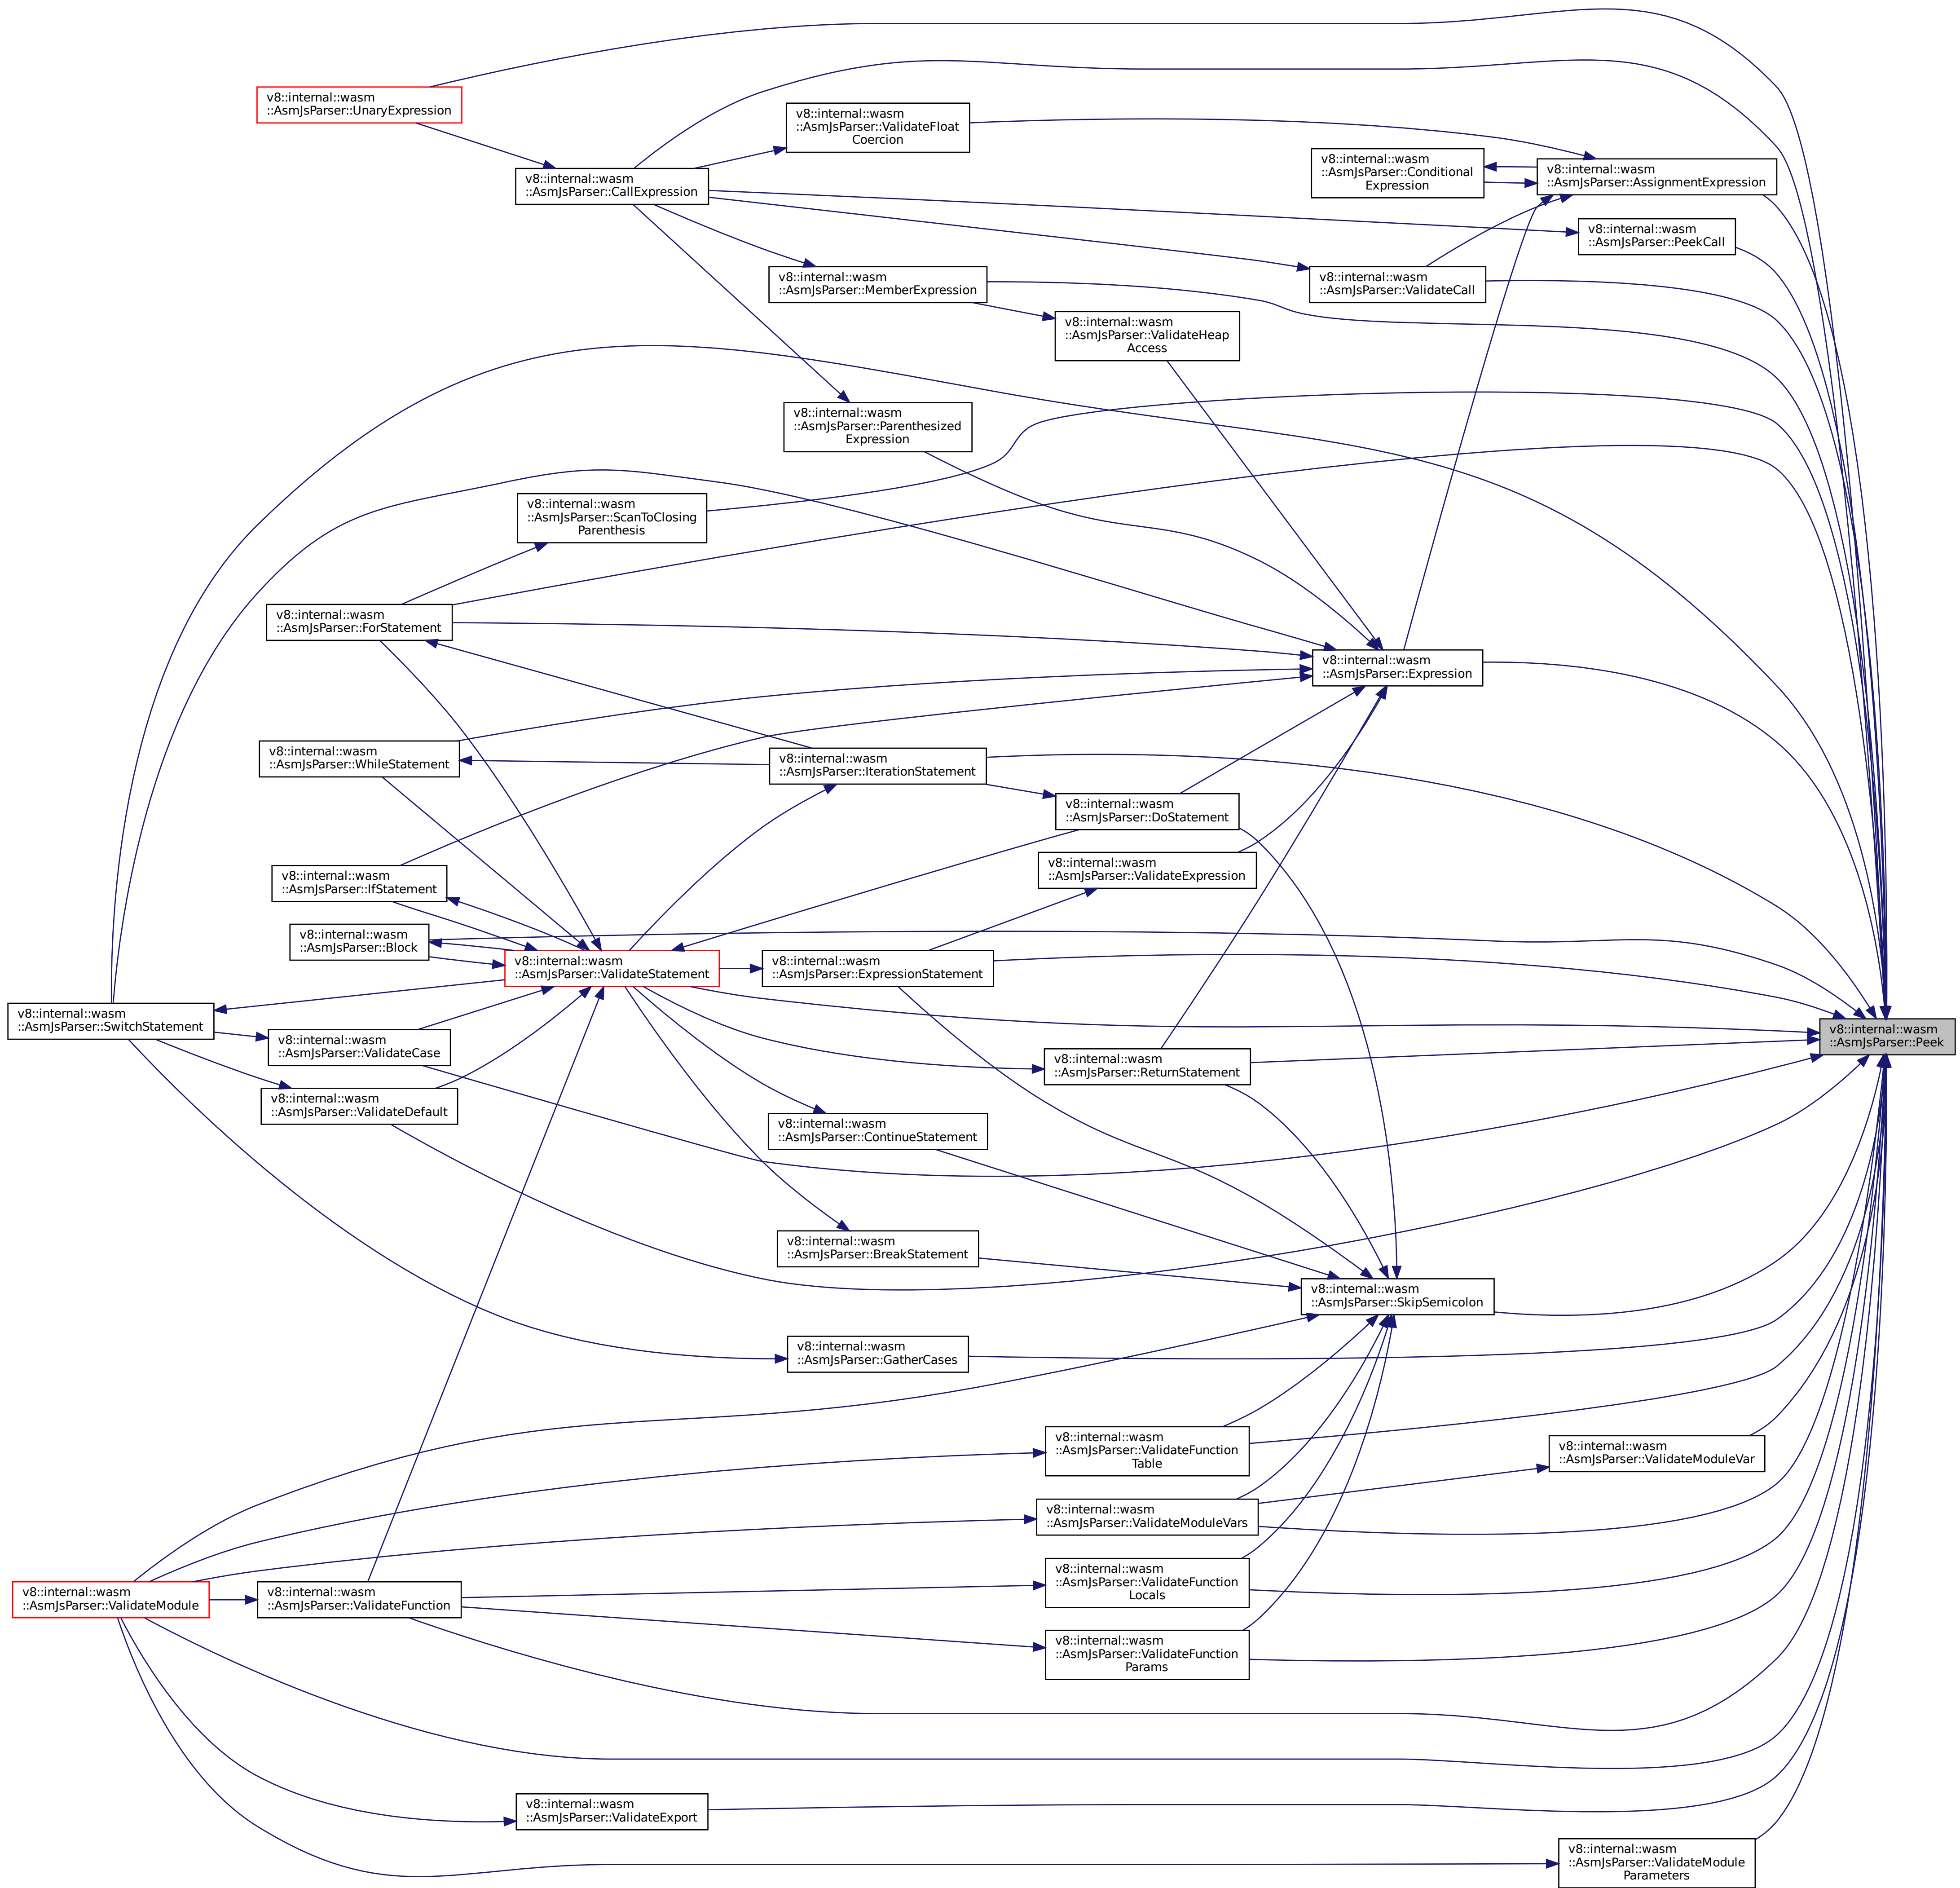 v8::internal::wasm
::AsmJsParser::UnaryExpression
v8::internal::wasm
::AsmJsParser::ValidateFloat
Coercion
v8::internal::wasm
::AsmJsParser::Conditional
Expression
v8::internal::wasm
::AsmJsParser::AssignmentExpression
v8::internal::wasm
::AsmJsParser::CallExpression
v8::internal::wasm
::AsmJsParser::PeekCall
v8::internal::wasm
::AsmJsParser::MemberExpression
v8::internal::wasm
::AsmJsParser::ValidateCall
v8::internal::wasm
::AsmJsParser::ValidateHeap
Access
v8::internal::wasm
::AsmJsParser::Parenthesized
Expression
v8::internal::wasm
::AsmJsParser::ScanToClosing
Parenthesis
v8::internal::wasm
::AsmJsParser::ForStatement
v8::internal::wasm
::AsmJsParser::Expression
v8::internal::wasm
::AsmJsParser::WhileStatement
v8::internal::wasm
::AsmJsParser::IterationStatement
v8::internal::wasm
::AsmJsParser::DoStatement
v8::internal::wasm
::AsmJsParser::IfStatement
v8::internal::wasm
::AsmJsParser::ValidateExpression
v8::internal::wasm
::AsmJsParser::Block
v8::internal::wasm
::AsmJsParser::ValidateStatement
v8::internal::wasm
::AsmJsParser::ExpressionStatement
v8::internal::wasm
::AsmJsParser::SwitchStatement
v8::internal::wasm
::AsmJsParser::Peek
v8::internal::wasm
::AsmJsParser::ValidateCase
v8::internal::wasm
::AsmJsParser::ReturnStatement
v8::internal::wasm
::AsmJsParser::ValidateDefault
v8::internal::wasm
::AsmJsParser::ContinueStatement
v8::internal::wasm
::AsmJsParser::BreakStatement
v8::internal::wasm
::AsmJsParser::SkipSemicolon
v8::internal::wasm
::AsmJsParser::GatherCases
v8::internal::wasm
::AsmJsParser::ValidateFunction
Table
v8::internal::wasm
::AsmJsParser::ValidateModuleVar
v8::internal::wasm
::AsmJsParser::ValidateModuleVars
v8::internal::wasm
::AsmJsParser::ValidateFunction
Locals
v8::internal::wasm
::AsmJsParser::ValidateModule
v8::internal::wasm
::AsmJsParser::ValidateFunction
v8::internal::wasm
::AsmJsParser::ValidateFunction
Params
v8::internal::wasm
::AsmJsParser::ValidateExport
v8::internal::wasm
::AsmJsParser::ValidateModule
Parameters